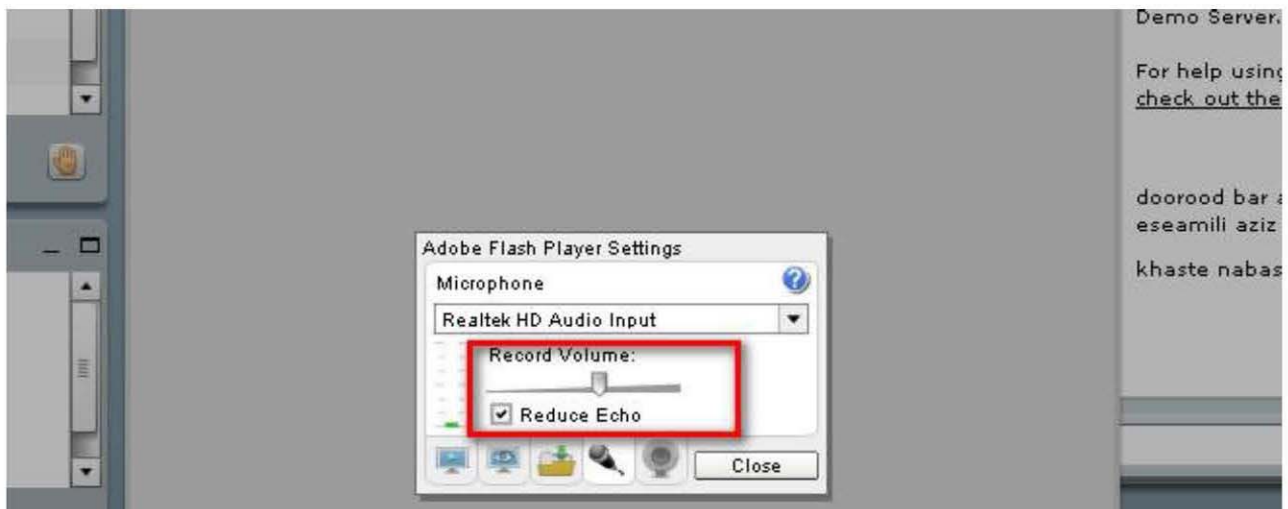 Demo Server.
For help using
check out the
doorood bar
eseamili aziz
khaste nabas
Adobe Flash Player Settings
Microphone
Realtek HD Audio Input
Record Volume:
Reduce Echo
Close